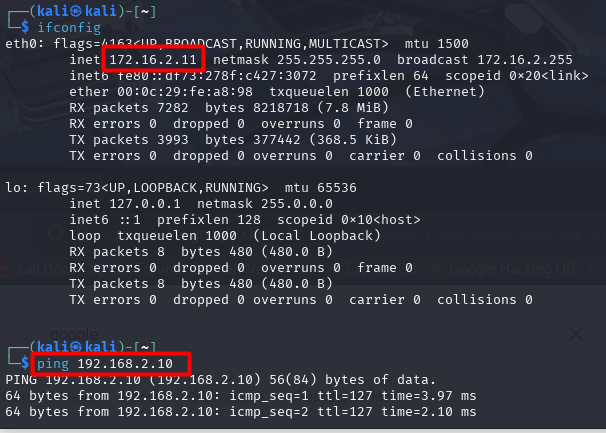 ┌──(kali㉿kali)-[~]
└─$ ifconfig
eth0: flags=4163<UP,BROADCAST,RUNNING,MULTICAST>  mtu 1500
        inet 172.16.2.11  netmask 255.255.255.0  broadcast 172.16.2.255
        inet6 fe80::df73:278f:c427:3072  prefixlen 64  scopeid 0×20<link>
        ether 00:0c:29:fe:a8:98  txqueuelen 1000  (Ethernet)
        RX packets 7282  bytes 8218718 (7.8 MiB)
        RX errors 0  dropped 0  overruns 0  frame 0
        TX packets 3993  bytes 377442 (368.5 KiB)
        TX errors 0  dropped 0 overruns 0  carrier 0  collisions 0
lo: flags=73<UP,LOOPBACK,RUNNING>  mtu 65536
        inet 127.0.0.1  netmask 255.0.0.0
        inet6 ::1  prefixlen 128  scopeid 0×10<host>
        loop  txqueuelen 1000  (Local Loopback)
        RX packets 8  bytes 480 (480.0 B)
        RX errors 0  dropped 0  overruns 0  frame 0
        TX packets 8  bytes 480 (480.0 B)
        TX errors 0  dropped 0 overruns 0  carrier 0  collisions 0
Kali Doc
Google Hacking DB
google
┌──(kali㉿kali)-[~]
└─$ ping 192.168.2.10
PING 192.168.2.10 (192.168.2.10) 56(84) bytes of data.
64 bytes from 192.168.2.10: icmp_seq=1 ttl=127 time=3.97 ms
64 bytes from 192.168.2.10: icmp_seq=2 ttl=127 time=2.10 ms